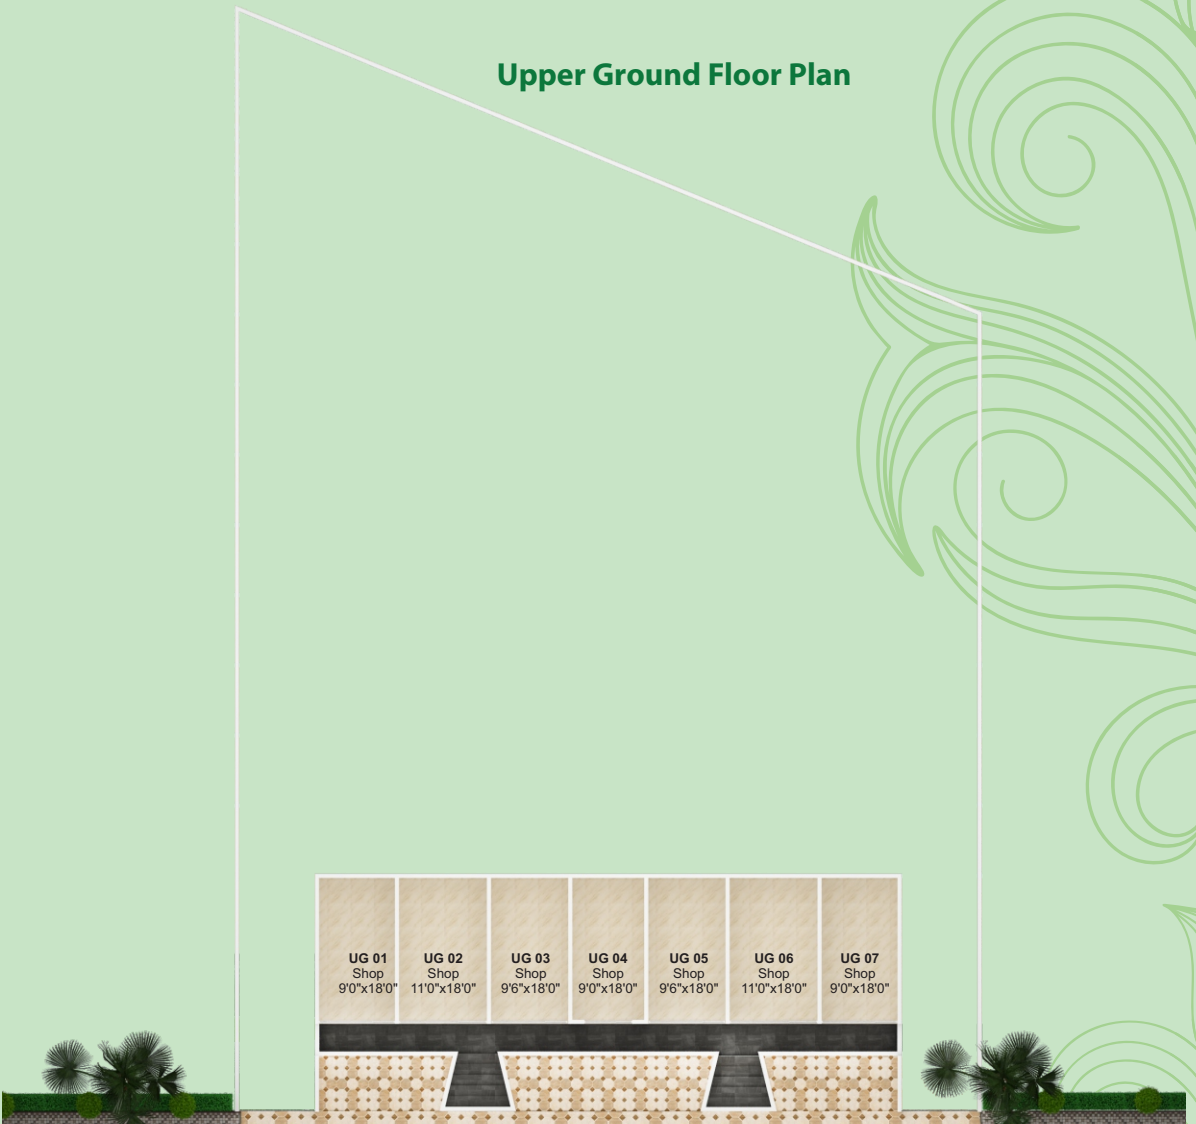 Upper Ground Floor Plan
UG 01
Shop
9'0"x18'0"
UG 02
Shop
11'0"x18'0"
UG 03
Shop
9'6"x18'0"
UG 04
Shop
9'0"x18'0"
UG 05
Shop
9'6"x18'0"
UG 06
Shop
11'0"x18'0"
UG 07
Shop
9'0"x18'0"